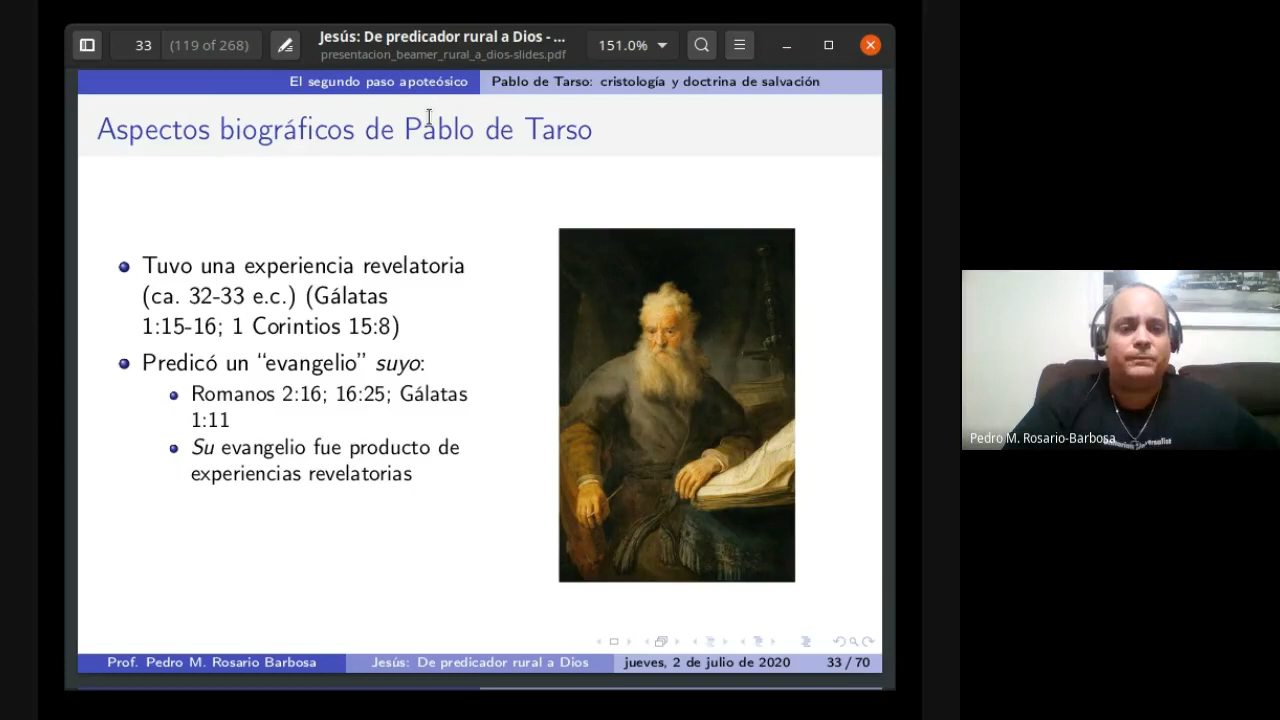 33 (119 of 268)
Jesús: De predicador rural a Dios - ...
presentacion_beamer_rural_a_dios-slides.pdf
151.0%
El segundo paso apoteósico
Pablo de Tarso: cristología y doctrina de salvación
Aspectos biográficos de Pablo de Tarso
Tuvo una experiencia revelatoria
(ca. 32-33 e.c.) (Gálatas
1:15-16; 1 Corintios 15:8)
Predicó un “evangelio” suyo:
Romanos 2:16; 16:25; Gálatas
1:11
Su evangelio fue producto de
experiencias revelatorias
Pedro M. Rosario-Barbosa
Prof. Pedro M. Rosario Barbosa
Jesús: De predicador rural a Dios
jueves, 2 de julio de 2020
33 / 70